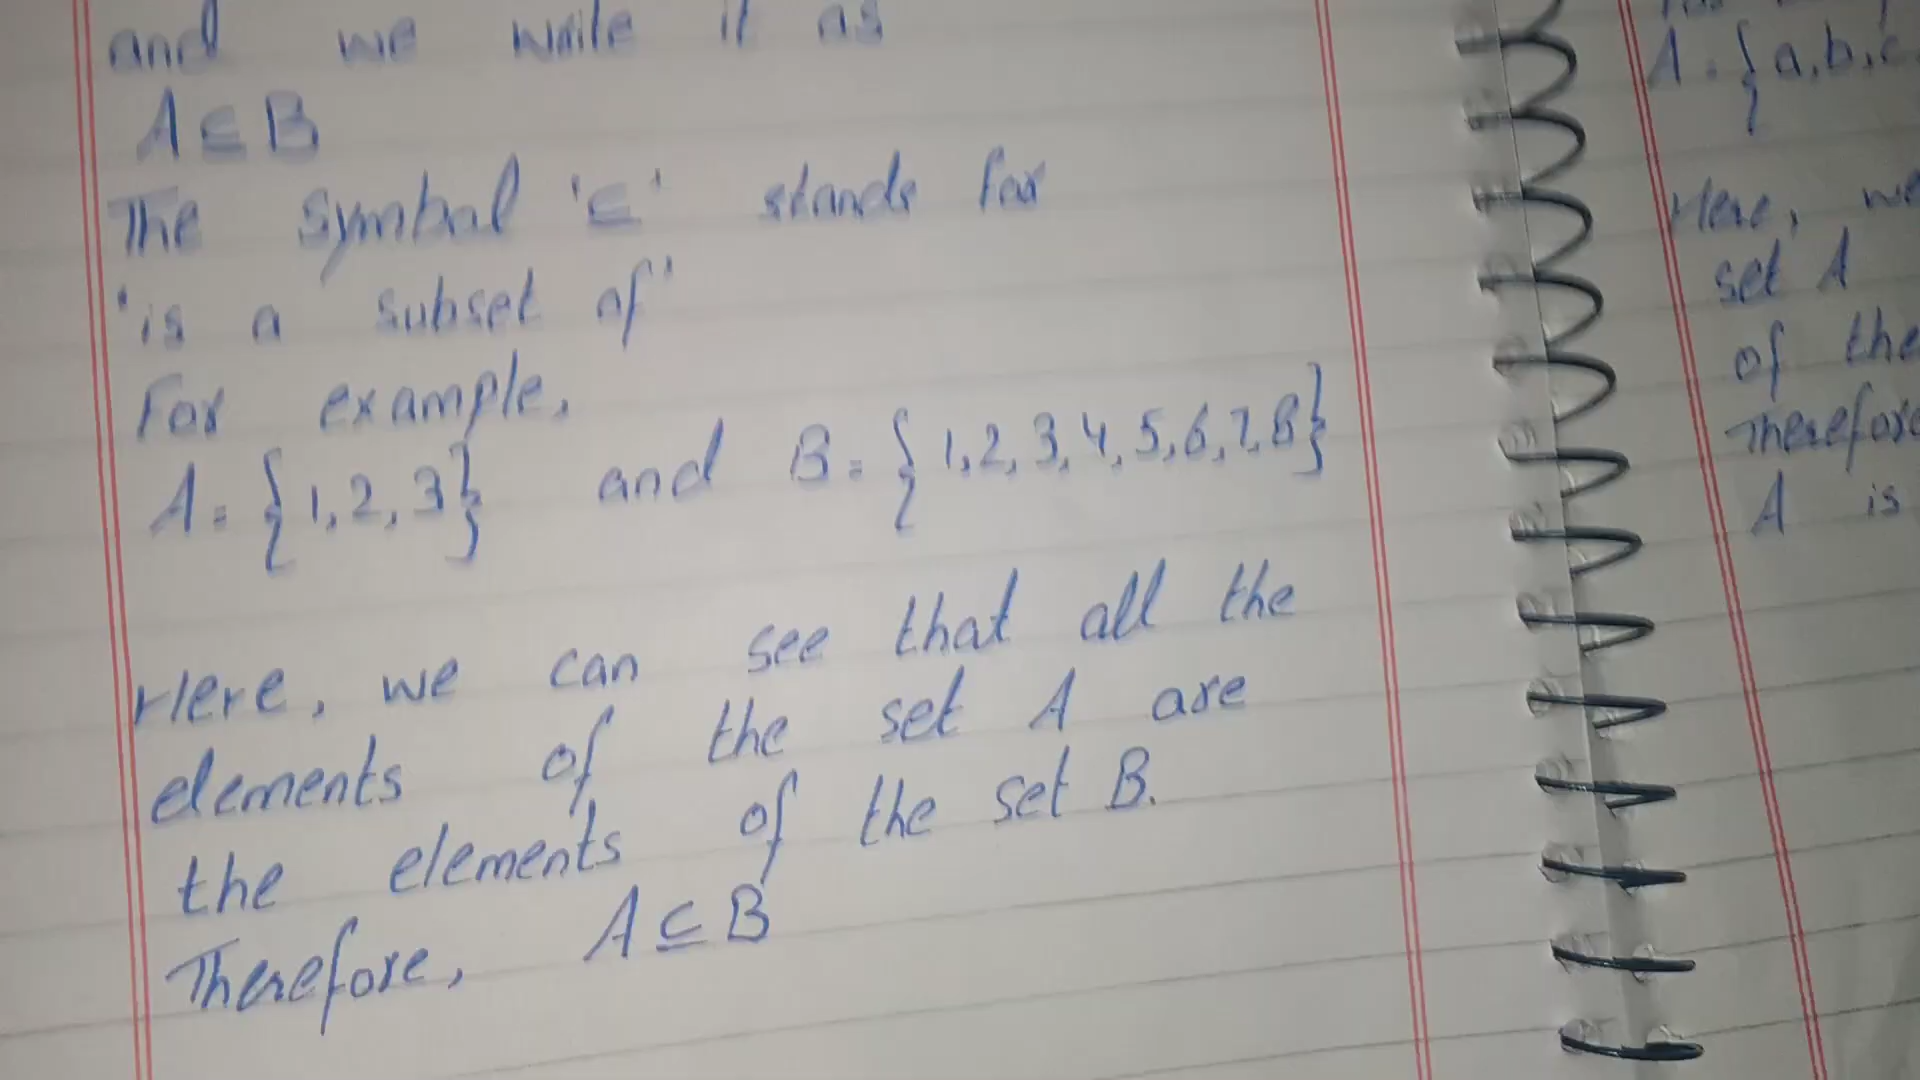 and we write it as
A ⊆ B
The symbol '⊆' stands for
'is a subset of'
For example,
A = {1, 2, 3} and B = {1, 2, 3, 4, 5, 6, 7, 8}
Here, we can see that all the
elements of the set A are
the elements of the set B.
Therefore, A ⊆ B
A = {a, b, c
Here, we
set A
of the
Therefore
A is